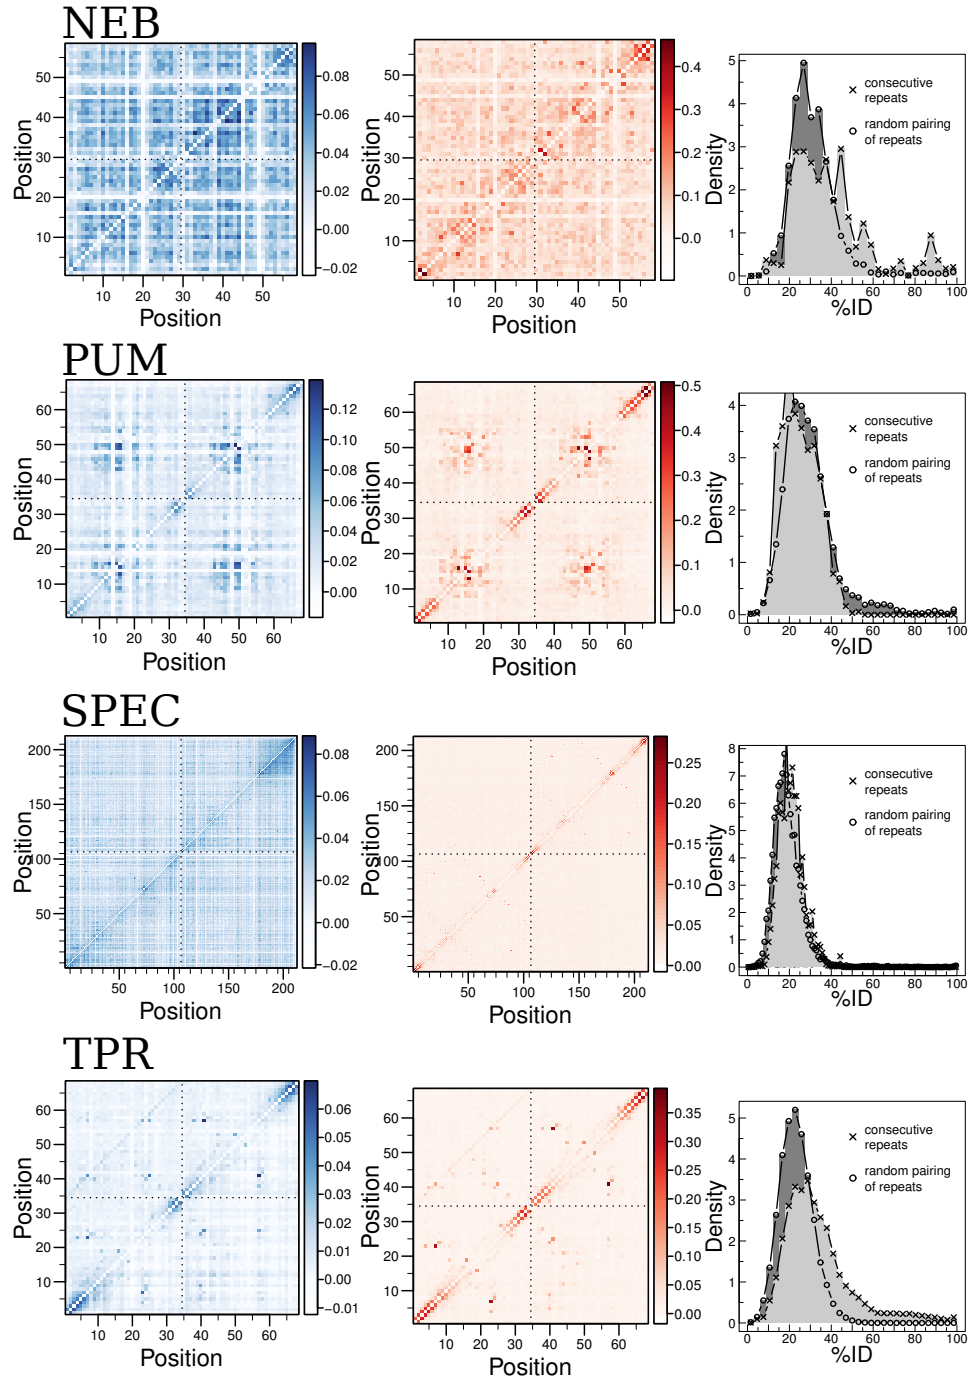 NEB
50
40
30
20
10
Position
10 20 30 40 50
Position
0.08
0.06
0.04
0.02
0.00
−0.02
50
40
30
20
10
Position
10 20 30 40 50
Position
0.4
0.3
0.2
0.1
0.0
5
4
3
2
1
0
Density
0 20 40 60 80 100
%ID
consecutive
repeats
random pairing
of repeats
PUM
60
50
40
30
20
10
Position
10 20 30 40 50 60
Position
0.12
0.10
0.08
0.06
0.04
0.02
0.00
60
50
40
30
20
10
Position
10 20 30 40 50 60
Position
0.5
0.4
0.3
0.2
0.1
0.0
4
3
2
1
0
Density
0 20 40 60 80 100
%ID
consecutive
repeats
random pairing
of repeats
SPEC
200
150
100
50
Position
50 100 150 200
Position
0.08
0.06
0.04
0.02
0.00
−0.02
200
150
100
50
Position
50 100 150 200
Position
0.25
0.20
0.15
0.10
0.05
0.00
8
7
6
5
4
3
2
1
0
Density
0 20 40 60 80 100
%ID
consecutive
repeats
random pairing
of repeats
TPR
60
50
40
30
20
10
Position
10 20 30 40 50 60
Position
0.06
0.05
0.04
0.03
0.02
0.01
0.00
−0.01
60
50
40
30
20
10
Position
10 20 30 40 50 60
Position
0.35
0.30
0.25
0.20
0.15
0.10
0.05
0.00
5
4
3
2
1
0
Density
0 20 40 60 80 100
%ID
consecutive
repeats
random pairing
of repeats